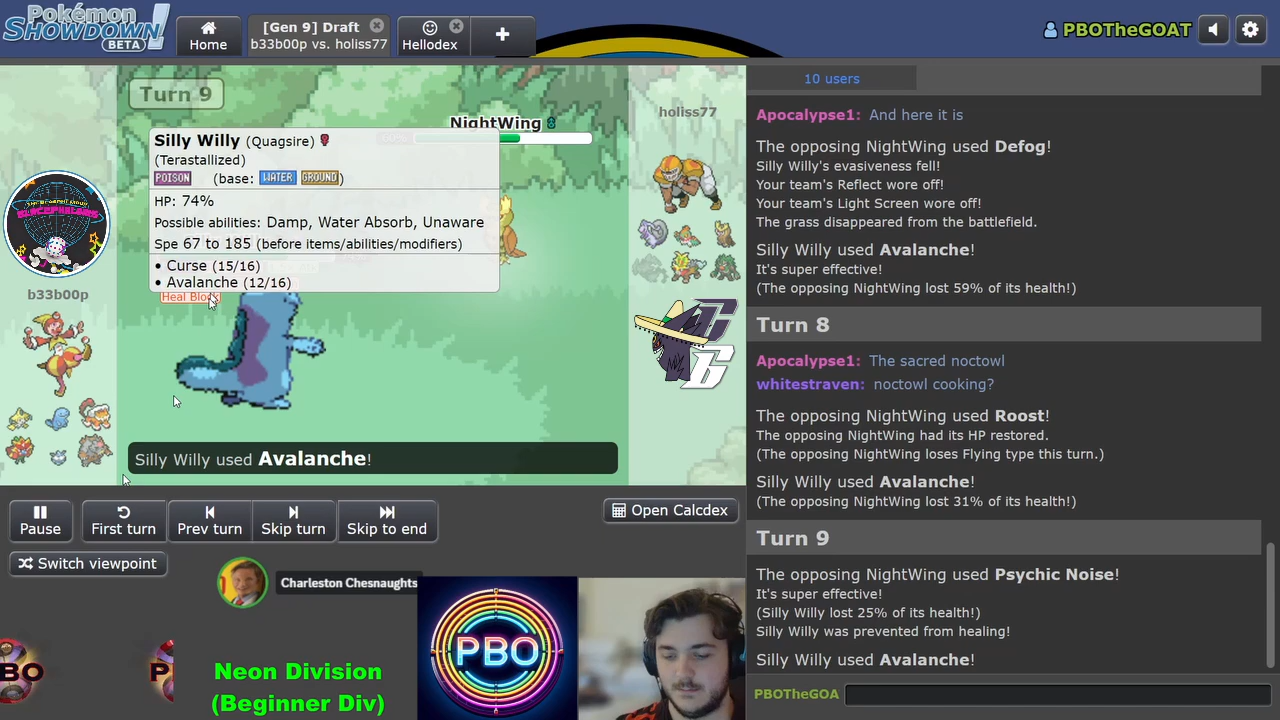 Pokémon
SHOWDOWN!
BETA
Home
[Gen 9] Draft
b33b00p vs. holiss77
Hellodex
PBOTheGOAT
Turn 9
NightWing
holiss77
b33b00p
Silly Willy (Quagsire)
(Terastallized)
POISON (base: WATER GROUND)
HP: 74%
Possible abilities: Damp, Water Absorb, Unaware
Spe 67 to 185 (before items/abilities/modifiers)
• Curse (15/16)
• Avalanche (12/16)
Heal Block
Silly Willy used Avalanche!
Pause
First turn
Prev turn
Skip turn
Skip to end
Open Calcdex
Switch viewpoint
Charleston Chesnaughts
PBO
Neon Division
(Beginner Div)
10 users
Apocalypse1: And here it is
The opposing NightWing used Defog!
Silly Willy's evasiveness fell!
Your team's Reflect wore off!
Your team's Light Screen wore off!
The grass disappeared from the battlefield.
Silly Willy used Avalanche!
It's super effective!
(The opposing NightWing lost 59% of its health!)
Turn 8
Apocalypse1: The sacred noctowl
whitestraven: noctowl cooking?
The opposing NightWing used Roost!
The opposing NightWing had its HP restored.
(The opposing NightWing loses Flying type this turn.)
Silly Willy used Avalanche!
(The opposing NightWing lost 31% of its health!)
Turn 9
The opposing NightWing used Psychic Noise!
It's super effective!
(Silly Willy lost 25% of its health!)
Silly Willy was prevented from healing!
Silly Willy used Avalanche!
PBOTheGOA